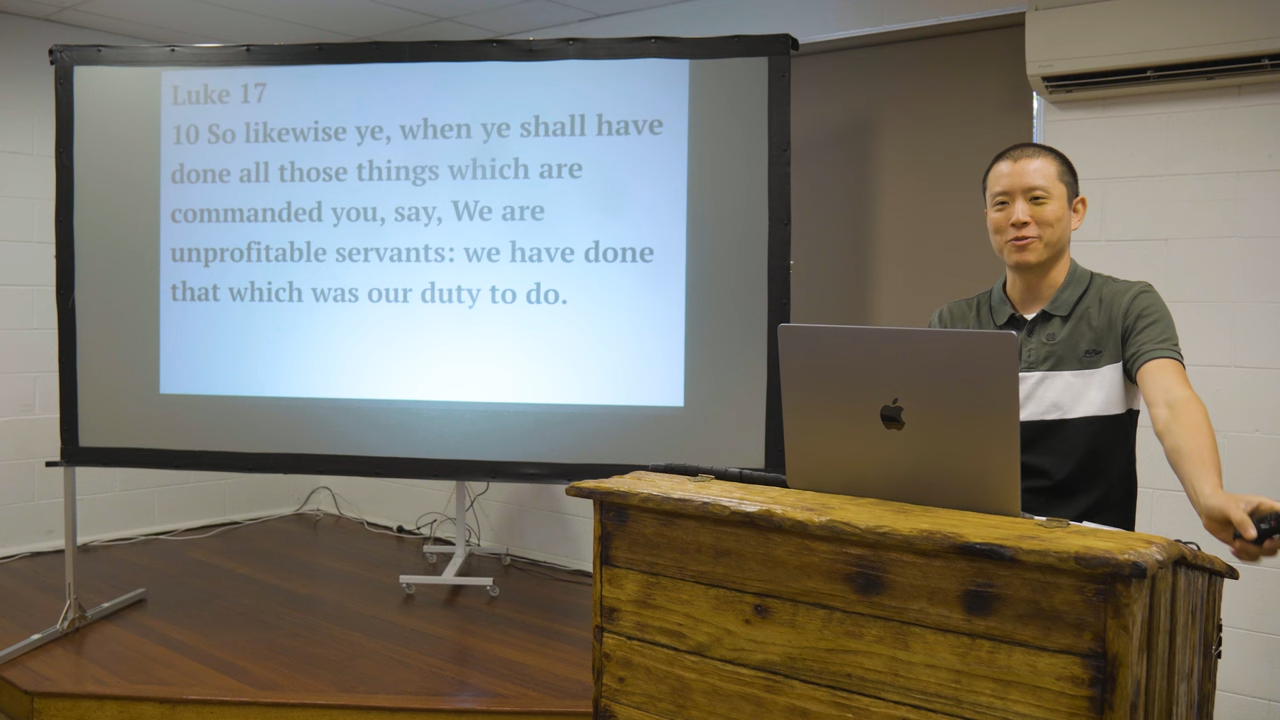 Luke 17
10 So likewise ye, when ye shall have
done all those things which are
commanded you, say, We are
unprofitable servants: we have done
that which was our duty to do.